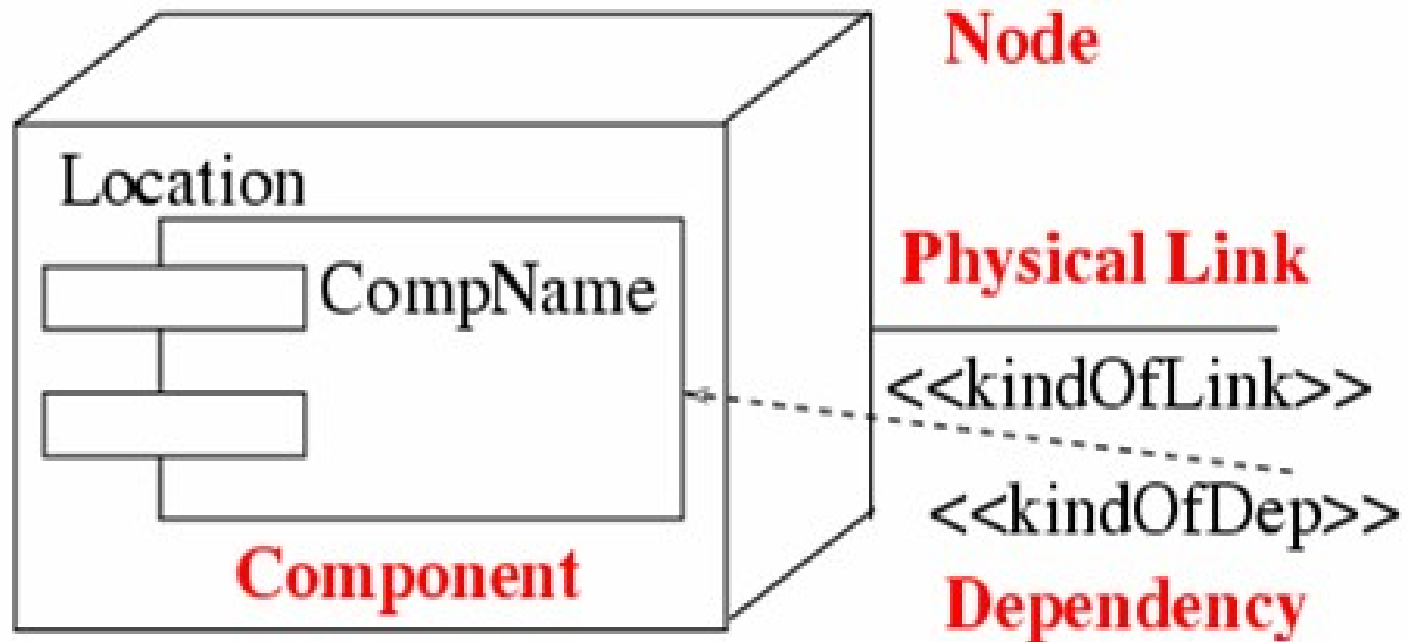 Node
Location
Physical Link
CompName
<<kindOfLink>>
<<kindOfDep>>
Component
Dependency